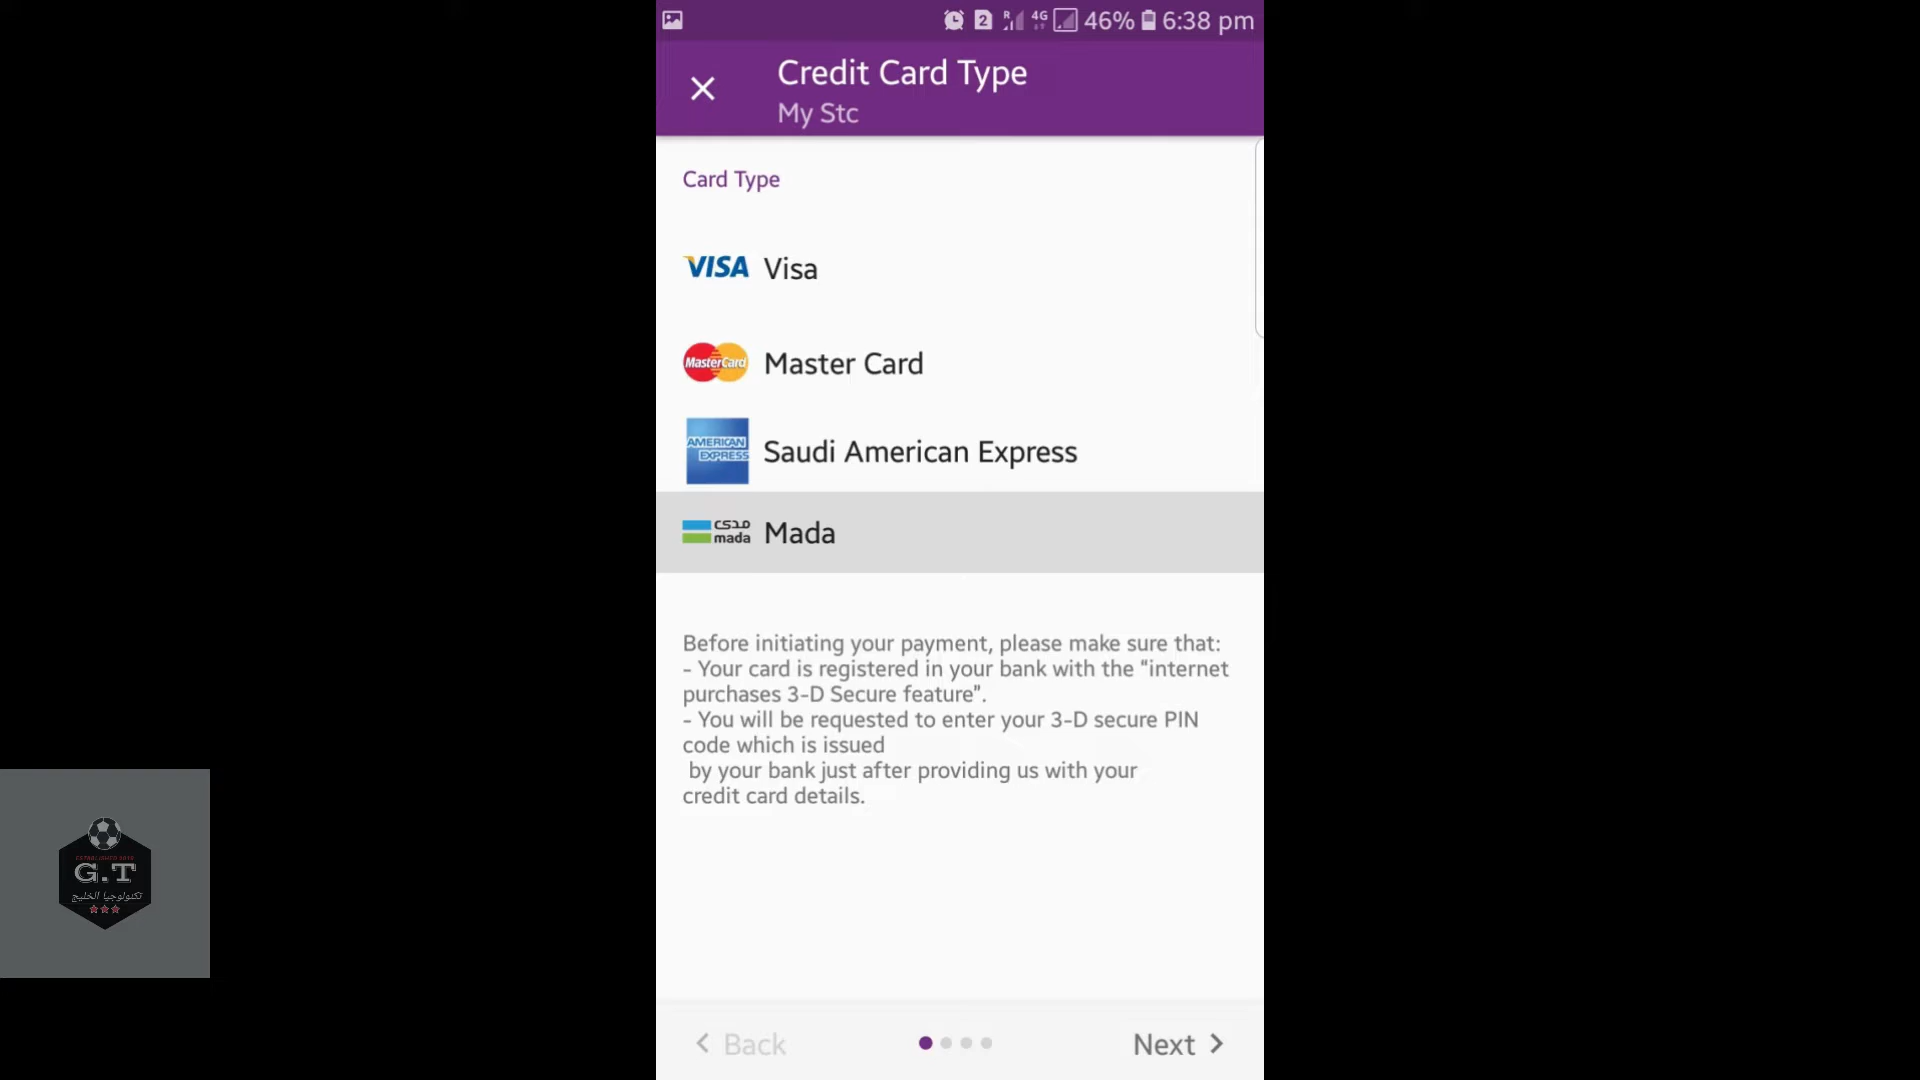 2 R 4G 46% 6:38 pm
Credit Card Type
My Stc
Card Type
VISA Visa
MasterCard Master Card
AMERICAN
EXPRESS
Saudi American Express
مدى
mada
Mada
Before initiating your payment, please make sure that:
- Your card is registered in your bank with the “internet
purchases 3-D Secure feature”.
- You will be requested to enter your 3-D secure PIN
code which is issued
by your bank just after providing us with your
credit card details.
Back
Next
G.T
تكنولوجيا الخليج